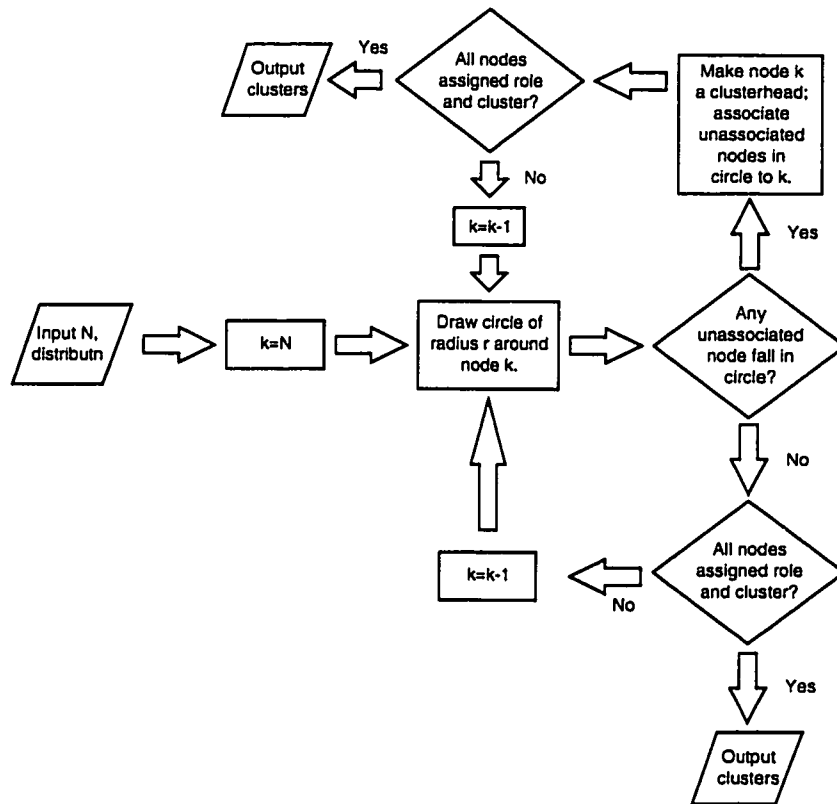 Output
clusters
Yes
All nodes
assigned role
and cluster?
Make node k
a clusterhead;
associate
unassociated
nodes in
circle to k.
No
k=k-1
Yes
Input N,
distributn
k=N
Draw circle of
radius r around
node k.
Any
unassociated
node fall in
circle?
No
k=k-1
No
All nodes
assigned role
and cluster?
Yes
Output
clusters